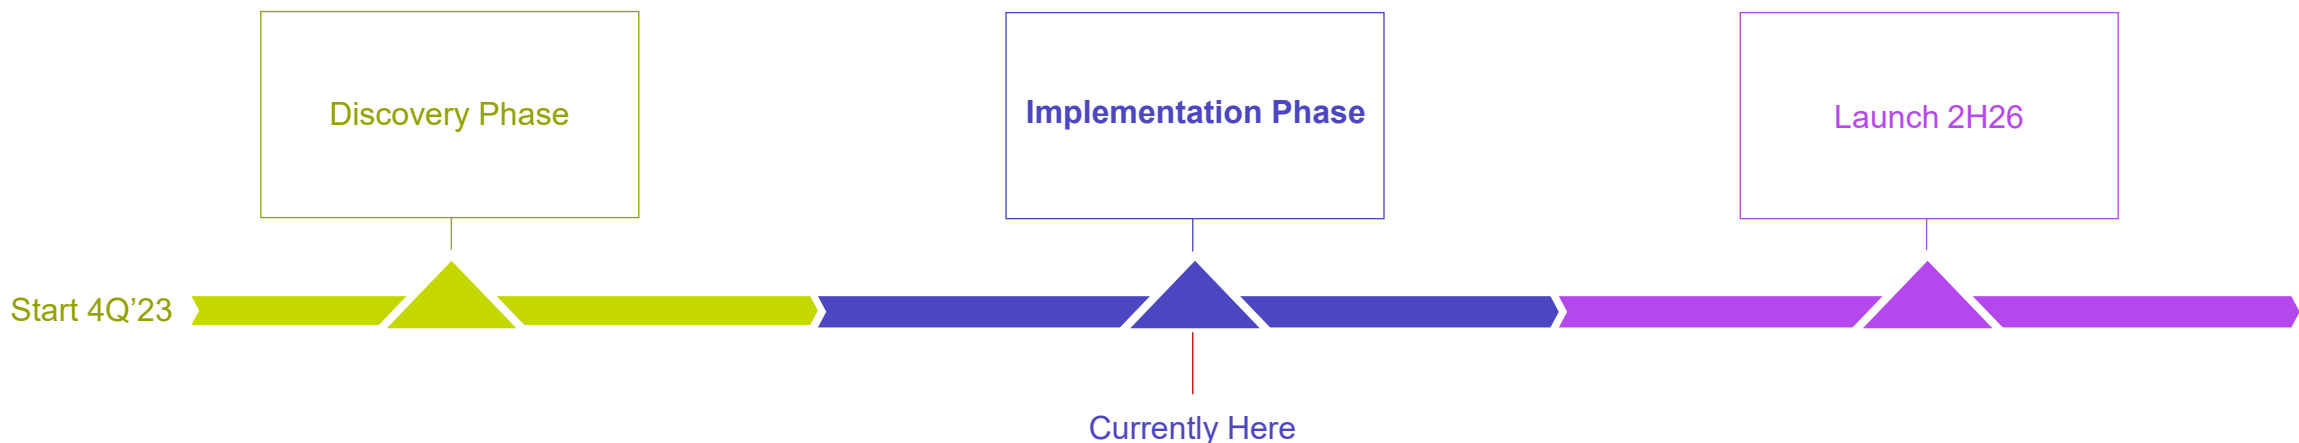 Discovery Phase
Implementation Phase
Launch 2H26
Start 4Q’23
Currently Here